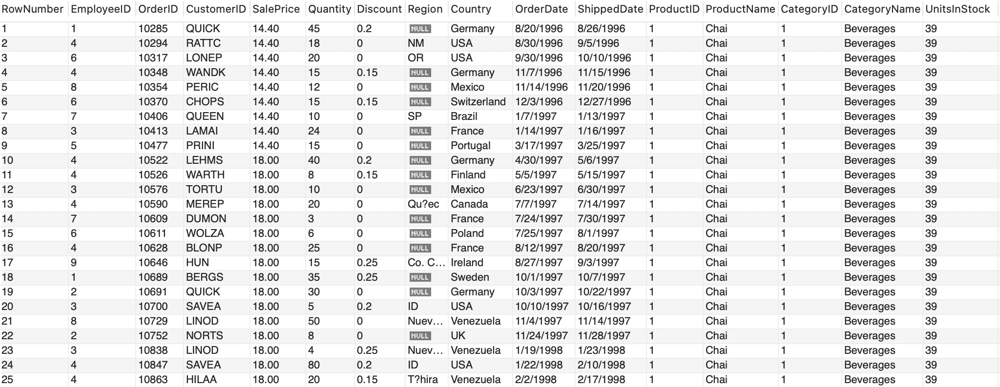 RowNumber EmployeeID OrderID CustomerID SalePrice Quantity Discount Region Country OrderDate ShippedDate ProductID ProductName CategoryID CategoryName UnitsInStock
1 1 10285 QUICK 14.40 45 0.2 NULL Germany 8/20/1996 8/26/1996 1 Chai 1 Beverages 39
2 4 10294 RATTC 14.40 18 0 NM USA 8/30/1996 9/5/1996 1 Chai 1 Beverages 39
3 6 10317 LONEP 14.40 20 0 OR USA 9/30/1996 10/10/1996 1 Chai 1 Beverages 39
4 4 10348 WANDK 14.40 15 0.15 NULL Germany 11/7/1996 11/15/1996 1 Chai 1 Beverages 39
5 8 10354 PERIC 14.40 12 0 NULL Mexico 11/14/1996 11/20/1996 1 Chai 1 Beverages 39
6 6 10370 CHOPS 14.40 15 0.15 NULL Switzerland 12/3/1996 12/27/1996 1 Chai 1 Beverages 39
7 7 10406 QUEEN 14.40 10 0 SP Brazil 1/7/1997 1/13/1997 1 Chai 1 Beverages 39
8 3 10413 LAMAI 14.40 24 0 NULL France 1/14/1997 1/16/1997 1 Chai 1 Beverages 39
9 5 10477 PRINI 14.40 15 0 NULL Portugal 3/17/1997 3/25/1997 1 Chai 1 Beverages 39
10 4 10522 LEHMS 18.00 40 0.2 NULL Germany 4/30/1997 5/6/1997 1 Chai 1 Beverages 39
11 4 10526 WARTH 18.00 8 0.15 NULL Finland 5/5/1997 5/15/1997 1 Chai 1 Beverages 39
12 3 10576 TORTU 18.00 10 0 NULL Mexico 6/23/1997 6/30/1997 1 Chai 1 Beverages 39
13 4 10590 MEREP 18.00 20 0 Qu?ec Canada 7/7/1997 7/14/1997 1 Chai 1 Beverages 39
14 7 10609 DUMON 18.00 3 0 NULL France 7/24/1997 7/30/1997 1 Chai 1 Beverages 39
15 6 10611 WOLZA 18.00 6 0 NULL Poland 7/25/1997 8/1/1997 1 Chai 1 Beverages 39
16 4 10628 BLONP 18.00 25 0 NULL France 8/12/1997 8/20/1997 1 Chai 1 Beverages 39
17 9 10646 HUN 18.00 15 0.25 Co. C... Ireland 8/27/1997 9/3/1997 1 Chai 1 Beverages 39
18 1 10689 BERGS 18.00 35 0.25 NULL Sweden 10/1/1997 10/7/1997 1 Chai 1 Beverages 39
19 2 10691 QUICK 18.00 30 0 NULL Germany 10/3/1997 10/22/1997 1 Chai 1 Beverages 39
20 3 10700 SAVEA 18.00 5 0.2 ID USA 10/10/1997 10/16/1997 1 Chai 1 Beverages 39
21 8 10729 LINOD 18.00 50 0 Nuev... Venezuela 11/4/1997 11/14/1997 1 Chai 1 Beverages 39
22 2 10752 NORTS 18.00 8 0 NULL UK 11/24/1997 11/28/1997 1 Chai 1 Beverages 39
23 3 10838 LINOD 18.00 4 0.25 Nuev... Venezuela 1/19/1998 1/23/1998 1 Chai 1 Beverages 39
24 4 10847 SAVEA 18.00 80 0.2 ID USA 1/22/1998 2/10/1998 1 Chai 1 Beverages 39
25 4 10863 HILAA 18.00 20 0.15 T?hira Venezuela 2/2/1998 2/17/1998 1 Chai 1 Beverages 39